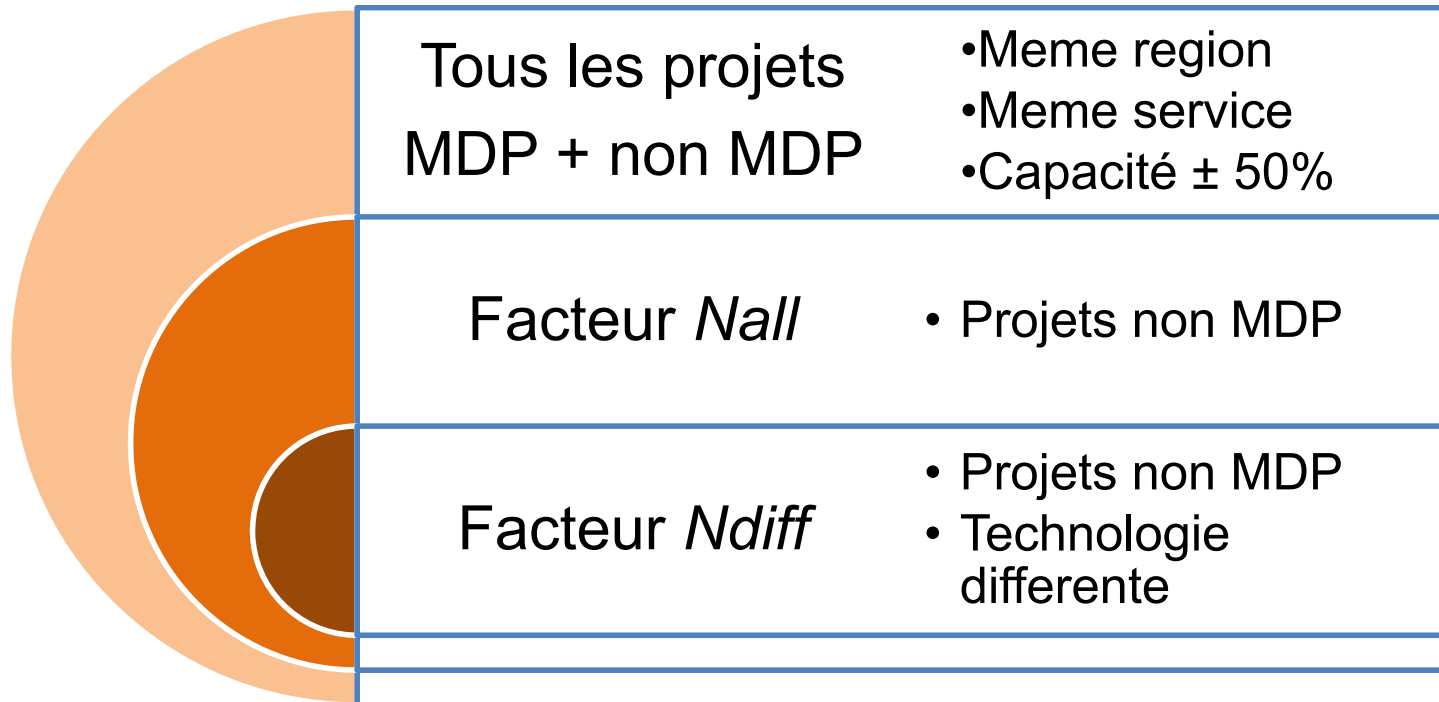 Tous les projets
MDP + non MDP
•Meme region
•Meme service
•Capacité ± 50%
Facteur Nall
• Projets non MDP
Facteur Ndiff
• Projets non MDP
• Technologie
differente